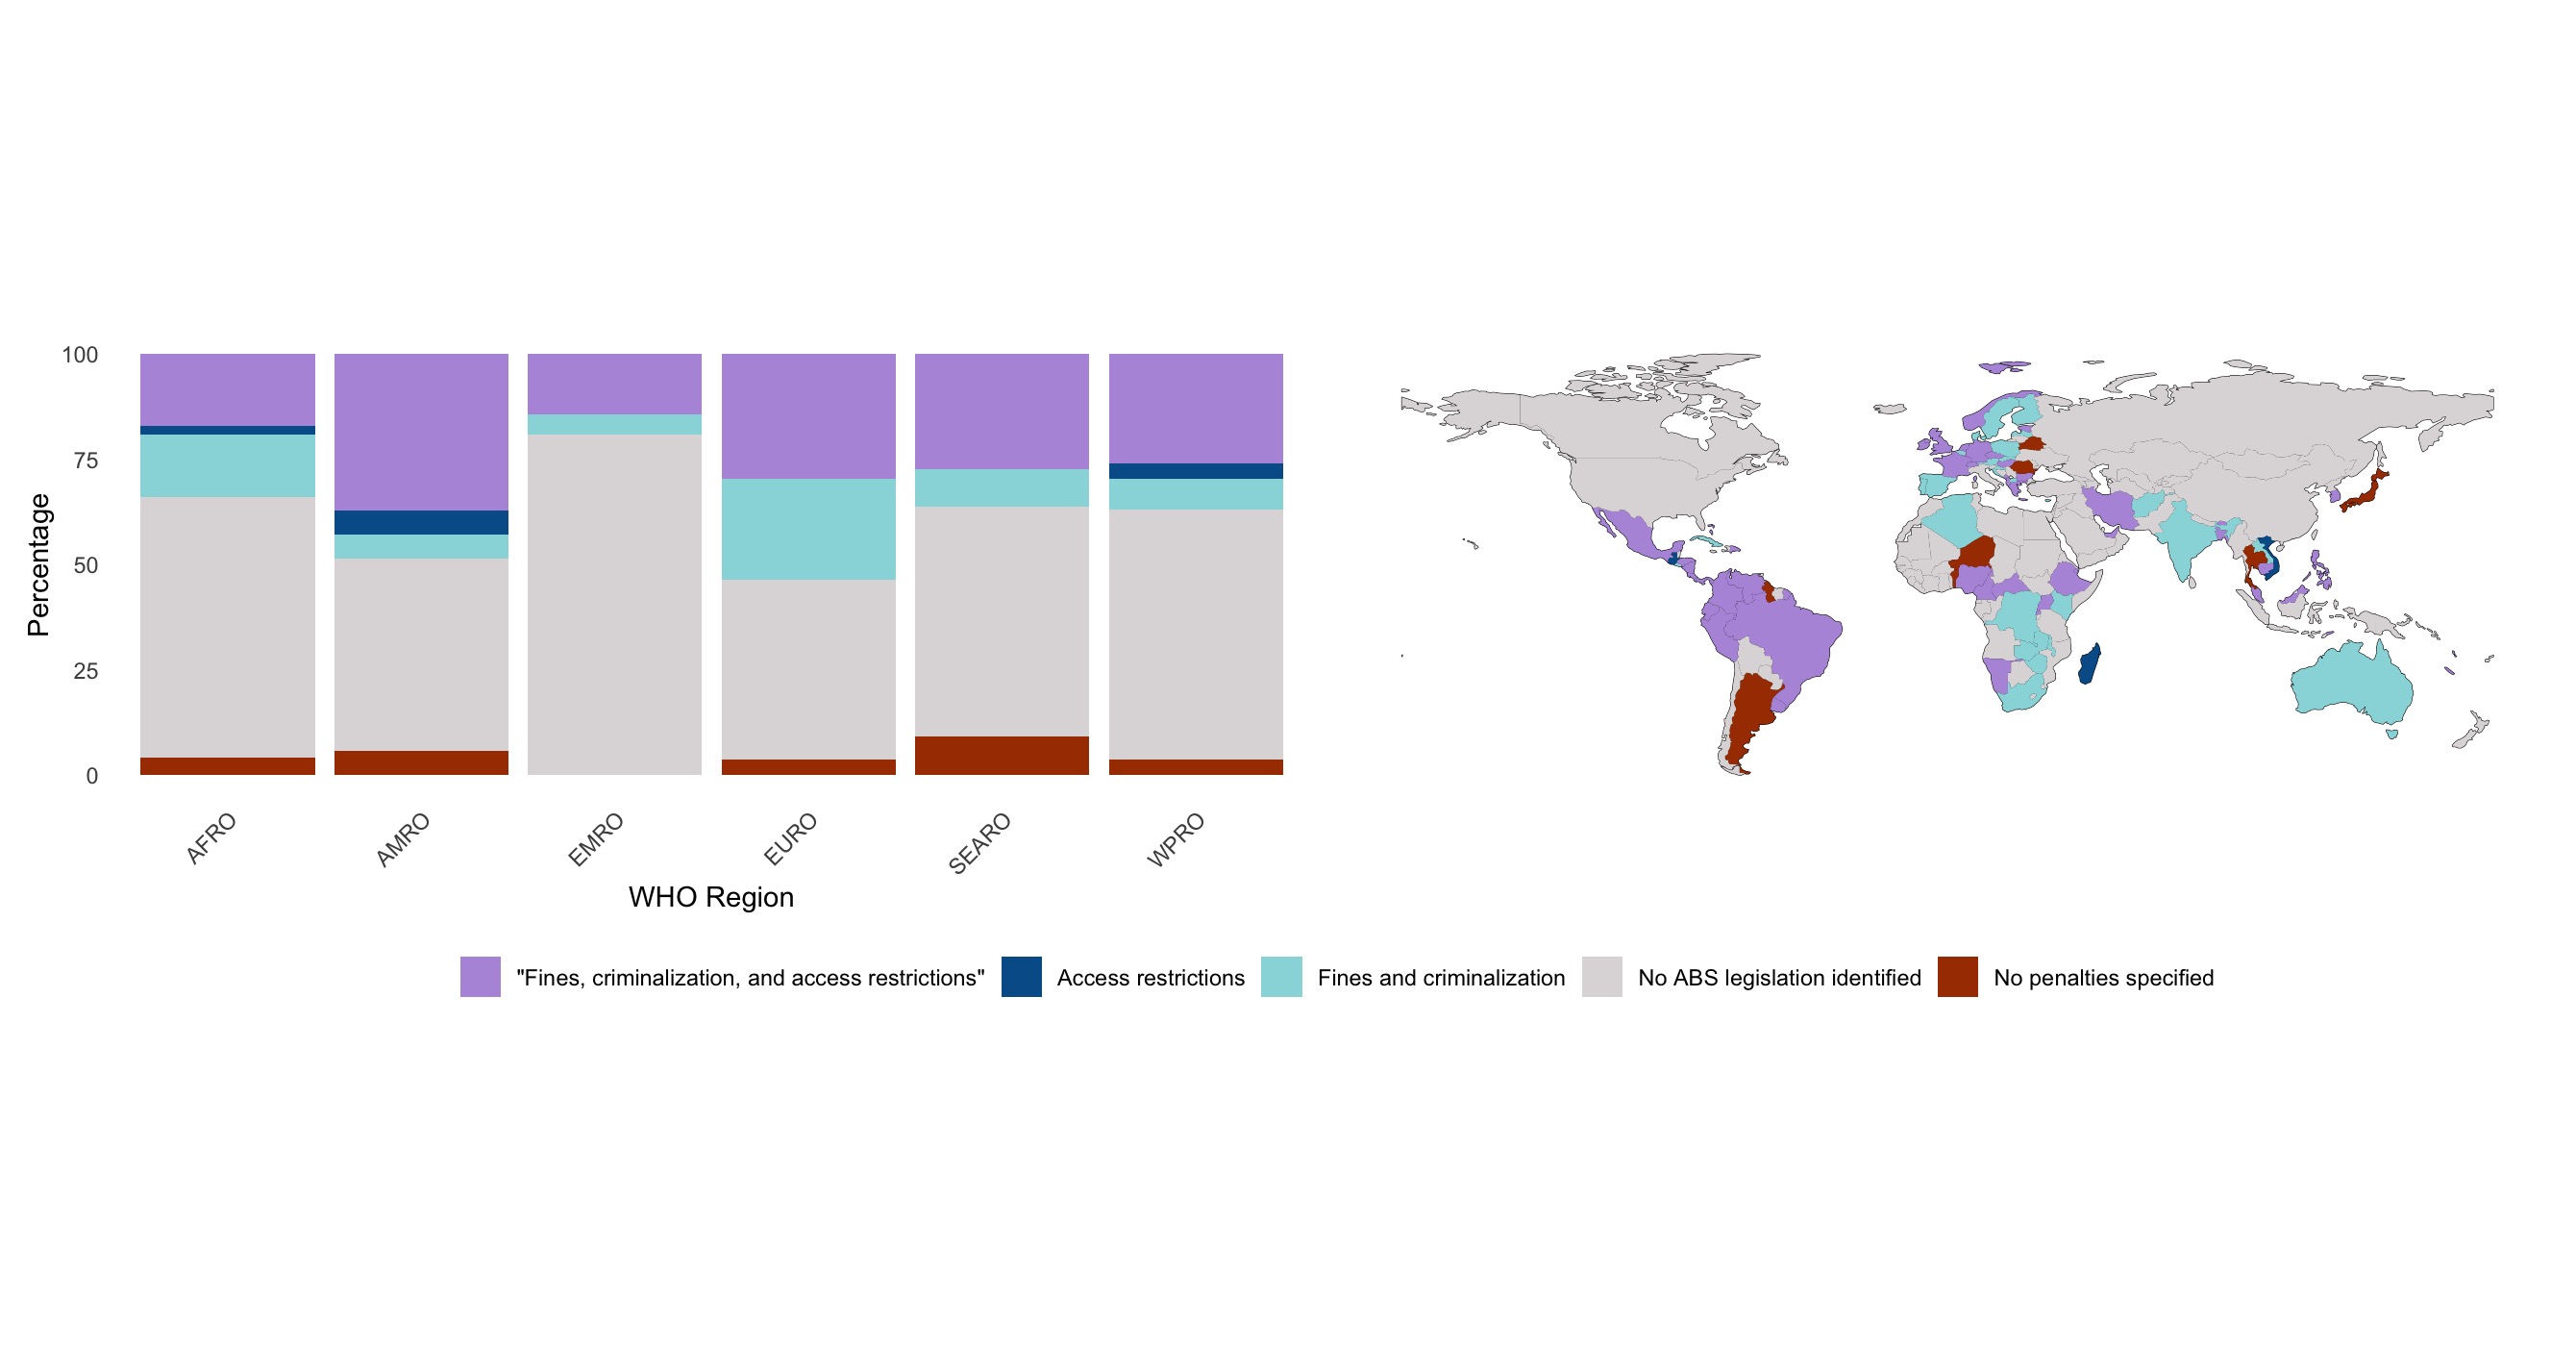 100
75
50
25
0
Percentage
AFRO
AMRO
EMRO
EURO
SEARO
WPRO
WHO Region
"Fines, criminalization, and access restrictions" Access restrictions Fines and criminalization No ABS legislation identified No penalties specified